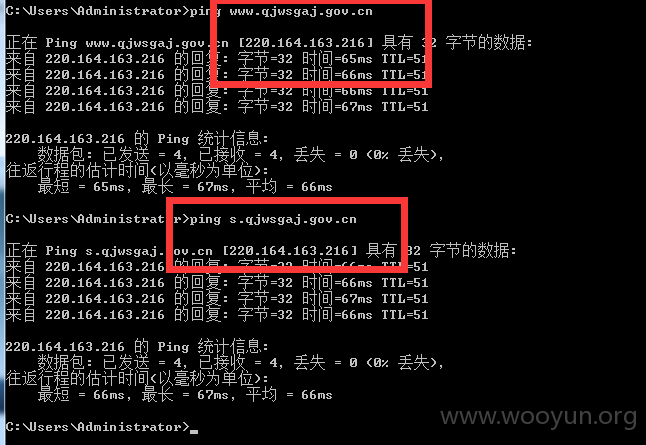 C:\Users\Administrator>ping www.qjwsgaj.gov.cn
正在 Ping www.qjwsgaj.gov.cn [220.164.163.216] 具有 32 字节的数据:
来自 220.164.163.216 的回复: 字节=32 时间=65ms TTL=51
来自 220.164.163.216 的回复: 字节=32 时间=66ms TTL=51
来自 220.164.163.216 的回复: 字节=32 时间=66ms TTL=51
来自 220.164.163.216 的回复: 字节=32 时间=67ms TTL=51
220.164.163.216 的 Ping 统计信息:
数据包: 已发送 = 4, 已接收 = 4, 丢失 = 0 (0% 丢失),
往返行程的估计时间(以毫秒为单位):
最短 = 65ms, 最长 = 67ms, 平均 = 66ms
C:\Users\Administrator>ping s.qjwsgaj.gov.cn
正在 Ping s.qjwsgaj.gov.cn [220.164.163.216] 具有 32 字节的数据:
来自 220.164.163.216 的回复: 字节=32 时间=66ms TTL=51
来自 220.164.163.216 的回复: 字节=32 时间=66ms TTL=51
来自 220.164.163.216 的回复: 字节=32 时间=67ms TTL=51
来自 220.164.163.216 的回复: 字节=32 时间=66ms TTL=51
220.164.163.216 的 Ping 统计信息:
数据包: 已发送 = 4, 已接收 = 4, 丢失 = 0 (0% 丢失),
往返行程的估计时间(以毫秒为单位):
最短 = 66ms, 最长 = 67ms, 平均 = 66ms
www.wooyun.org
C:\Users\Administrator>_